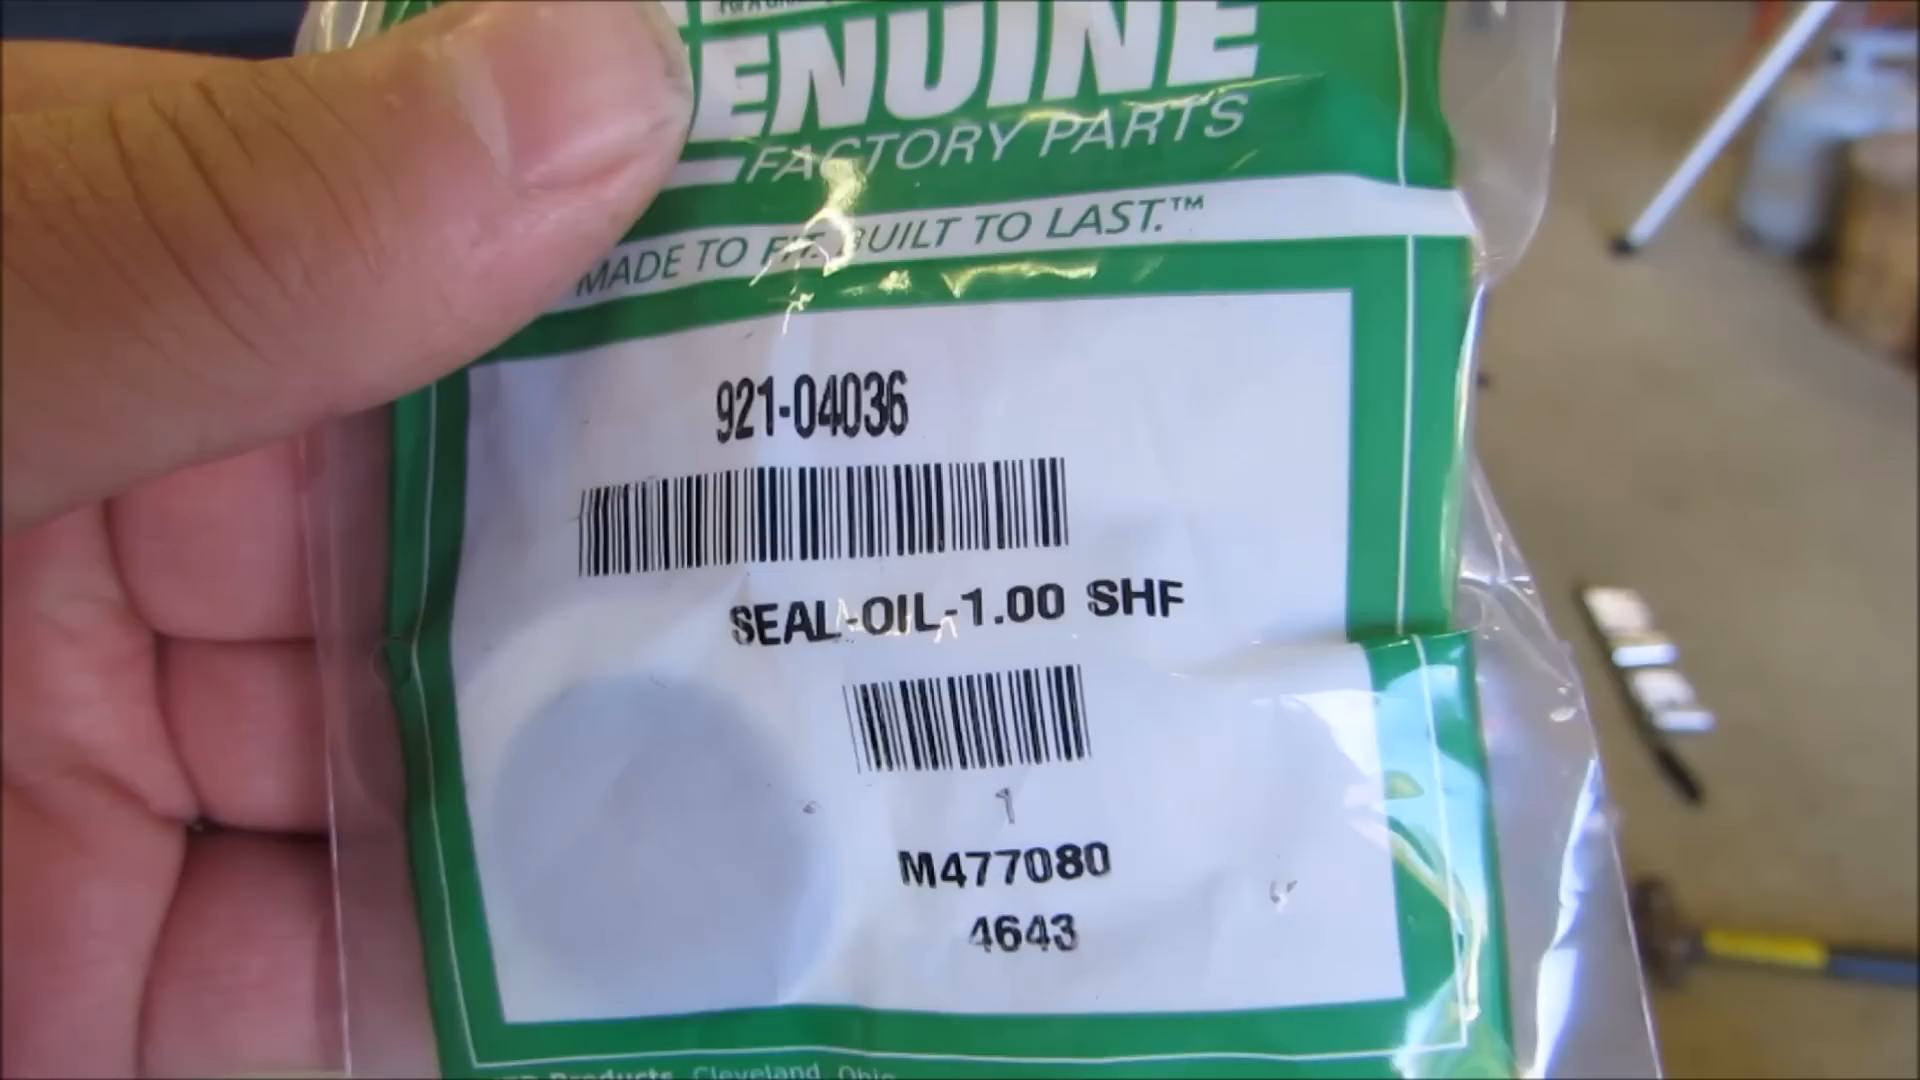 ENUINE
FACTORY PARTS
MADE TO FIT. BUILT TO LAST.™
921-04036
SEAL-OIL-1.00 SHF
1
M477080
4643
Products, Cleveland, Ohio